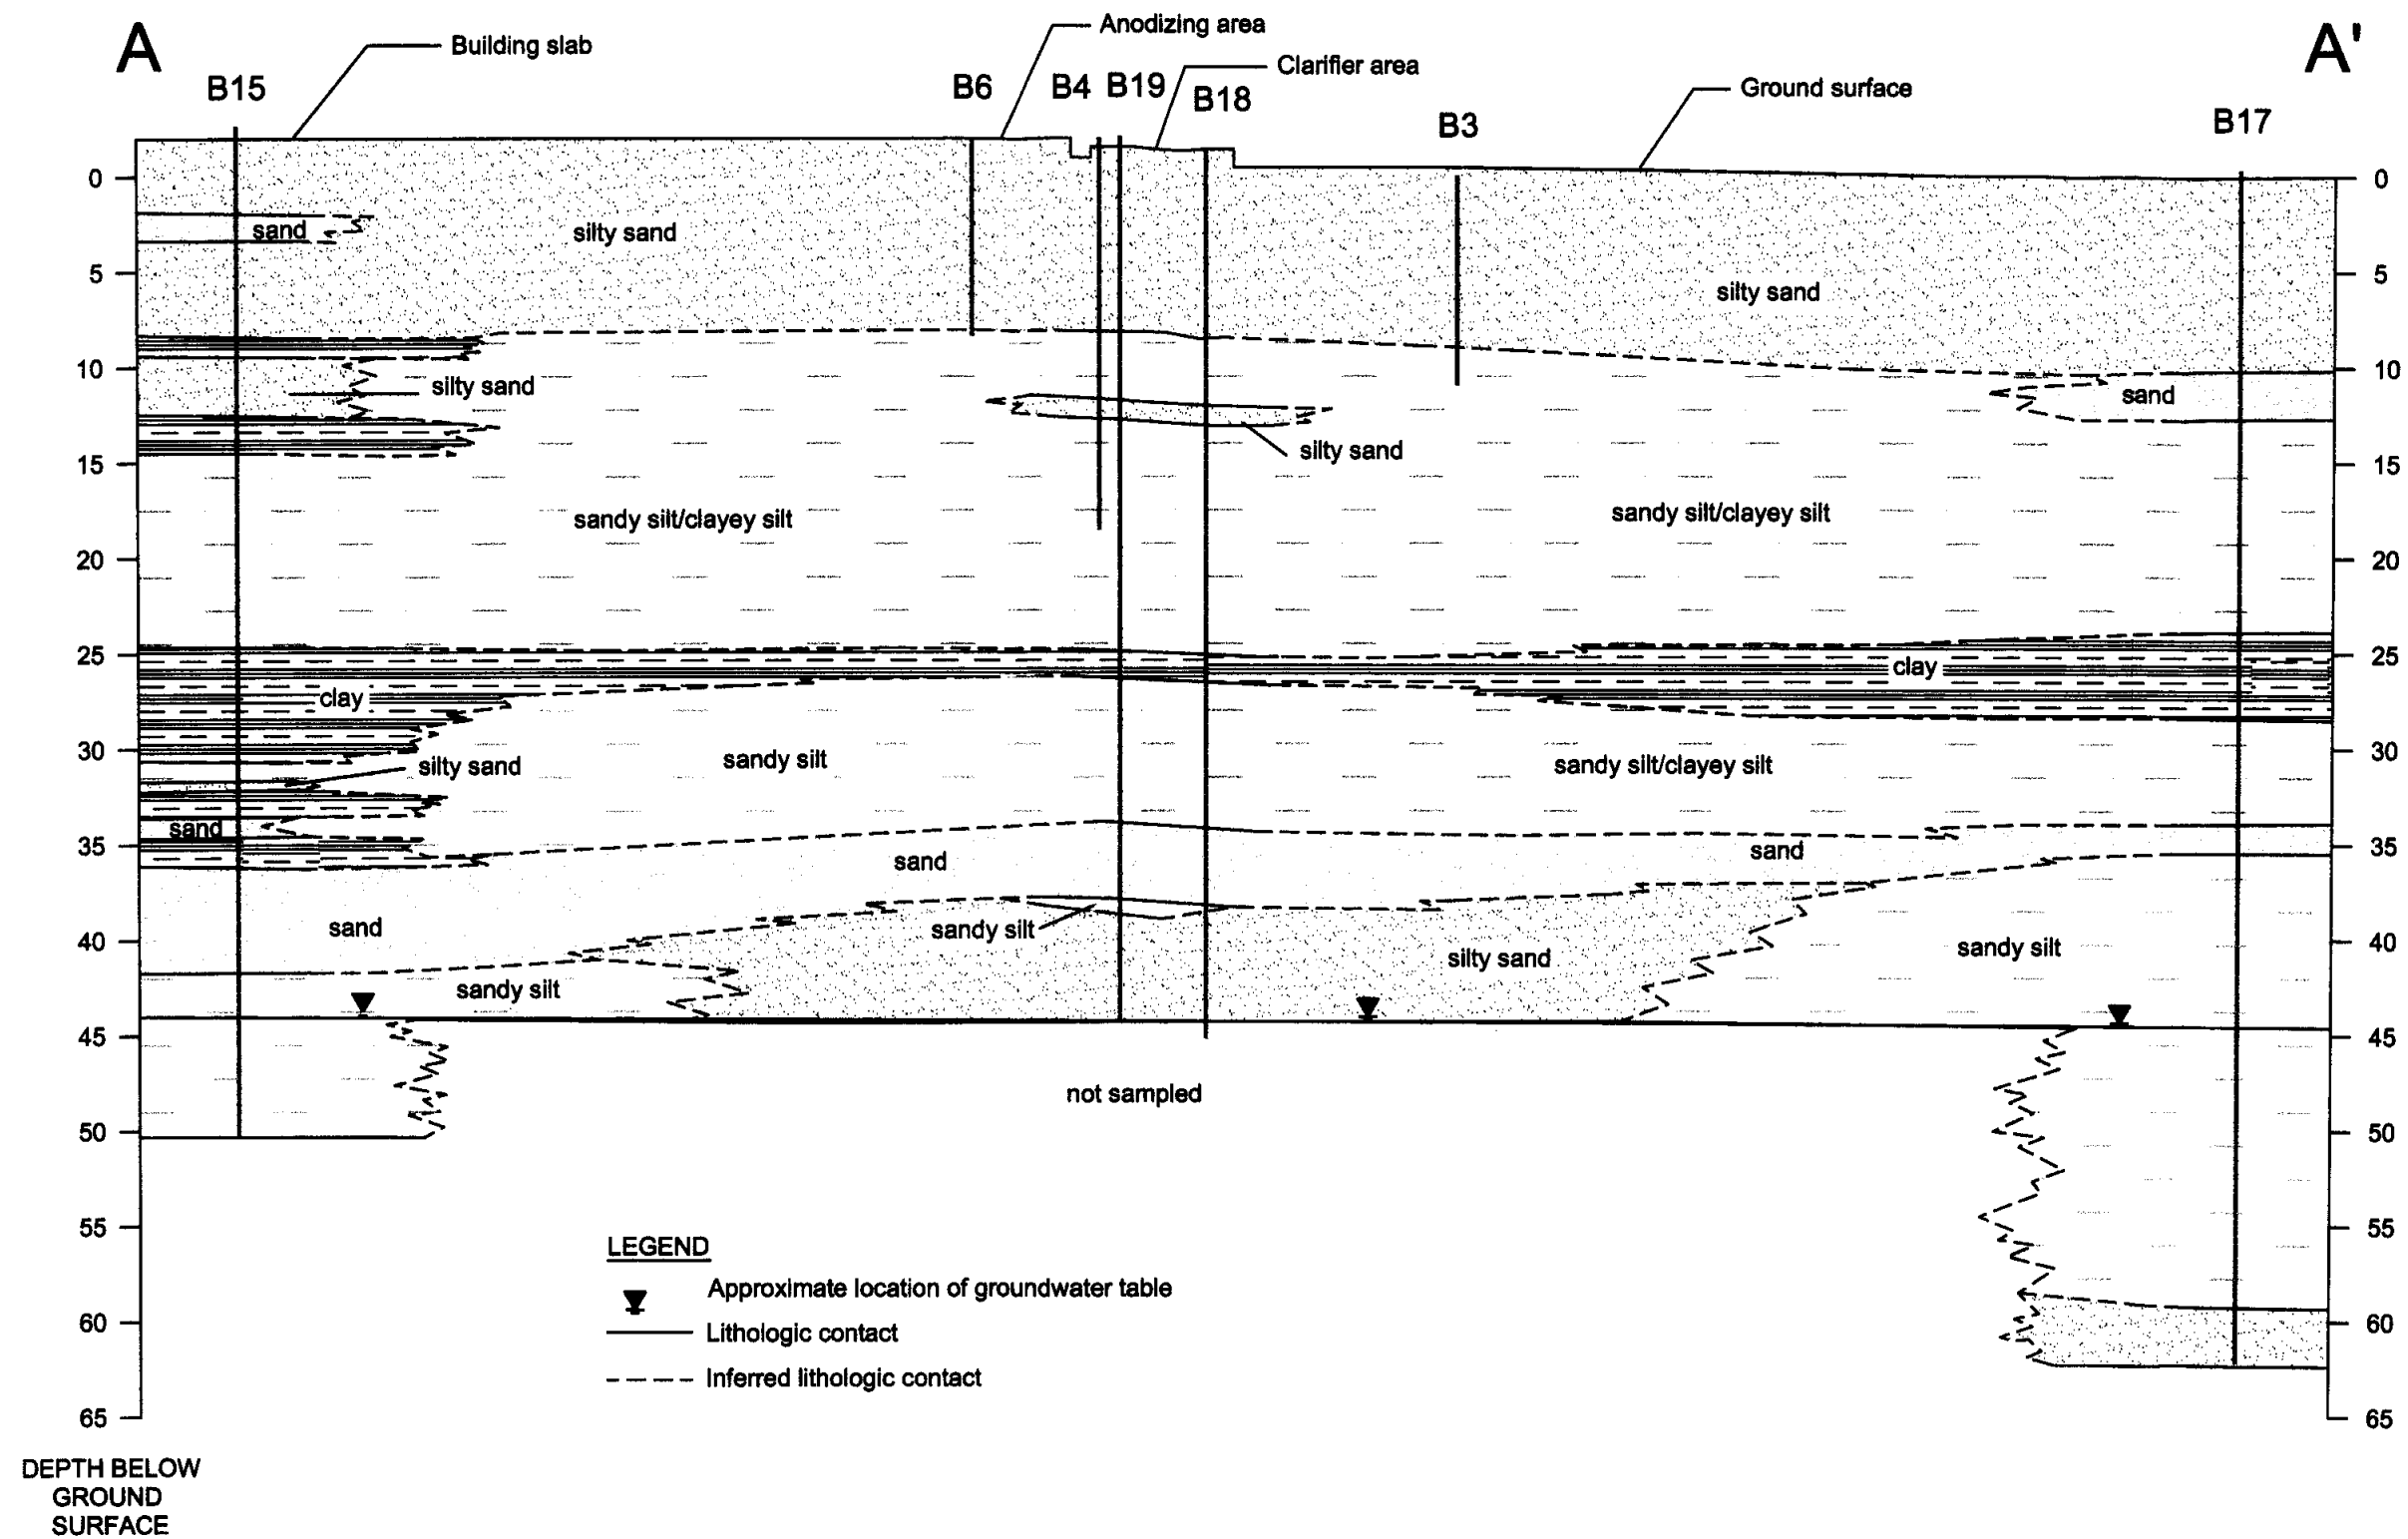 A
A'
Building slab
Anodizing area
Clarifier area
Ground surface
B15
B6
B4
B19
B18
B3
B17
0
0
sand
silty sand
5
5
silty sand
10
10
silty sand
sand
silty sand
15
15
sandy silt/clayey silt
sandy silt/clayey silt
20
20
25
25
clay
clay
30
30
silty sand
sandy silt
sandy silt/clayey silt
sand
35
35
sand
sand
sand
40
40
sandy silt
silty sand
sandy silt
sandy silt
45
45
not sampled
50
50
55
55
LEGEND
Approximate location of groundwater table
60
60
Lithologic contact
Inferred lithologic contact
65
65
DEPTH BELOW
GROUND
SURFACE